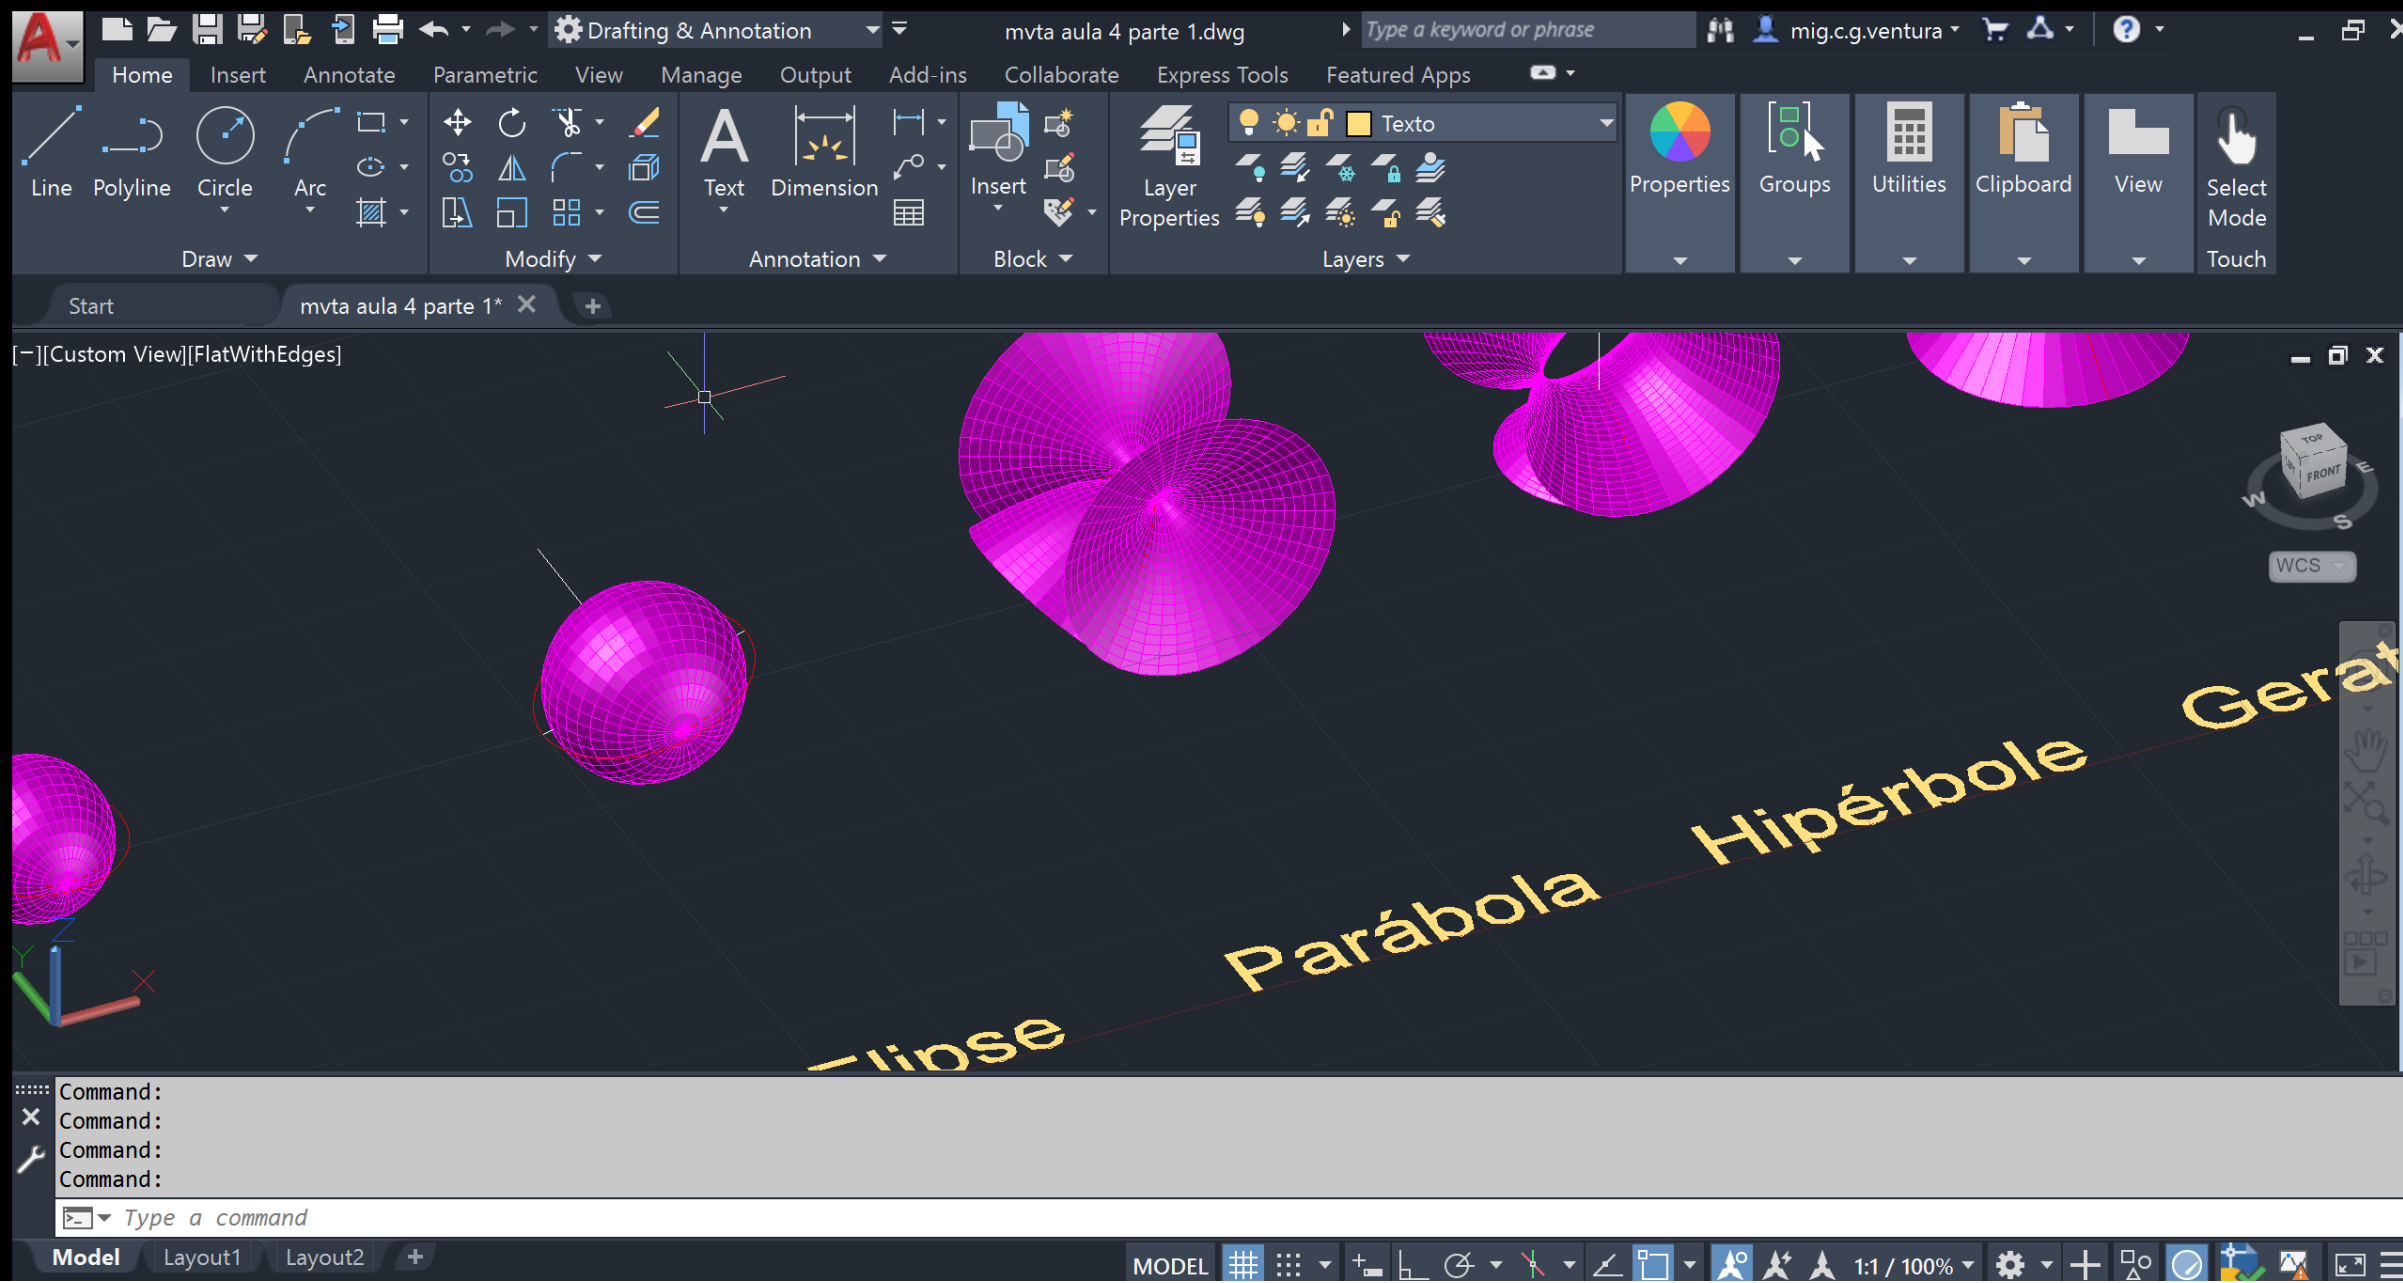 Drafting & Annotation mvta aula 4 parte 1.dwg Type a keyword or phrase mig.c.g.ventura
Home Insert Annotate Parametric View Manage Output Add-ins Collaborate Express Tools Featured Apps
Texto
Line Polyline Circle Arc Text Dimension Insert Layer Properties Properties Groups Utilities Clipboard View Select Mode
Draw Modify Annotation Block Layers Touch
Start mvta aula 4 parte 1*
[−][Custom View][FlatWithEdges]
TOP
FRONT
E
W
S
WCS
Gerat
Hipérbole
Parábola
Elipse
Z
Y
X
Command:
Command:
Command:
Command:
Type a command
Model Layout1 Layout2 MODEL 1:1 / 100%